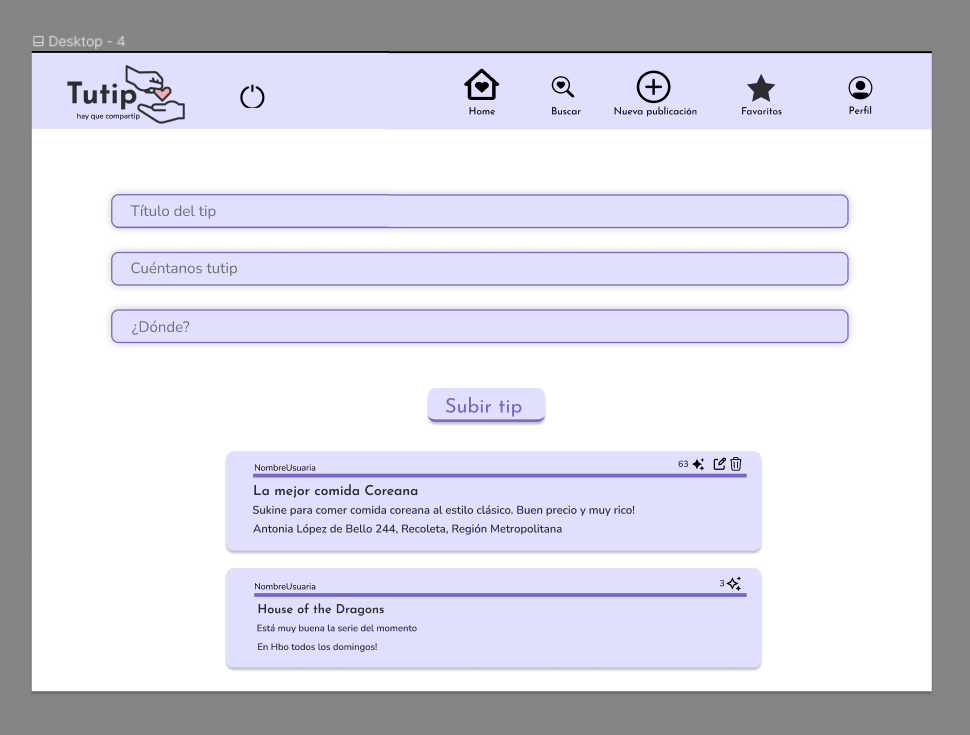 Desktop - 4
Tutip
hay que compartip
Home
Buscar
Nueva publicación
Favoritos
Perfil
Título del tip
Cuéntanos tutip
¿Dónde?
Subir tip
NombreUsuaria
63
La mejor comida Coreana
Sukine para comer comida coreana al estilo clásico. Buen precio y muy rico!
Antonia López de Bello 244, Recoleta, Región Metropolitana
NombreUsuaria
3
House of the Dragons
Está muy buena la serie del momento
En Hbo todos los domingos!